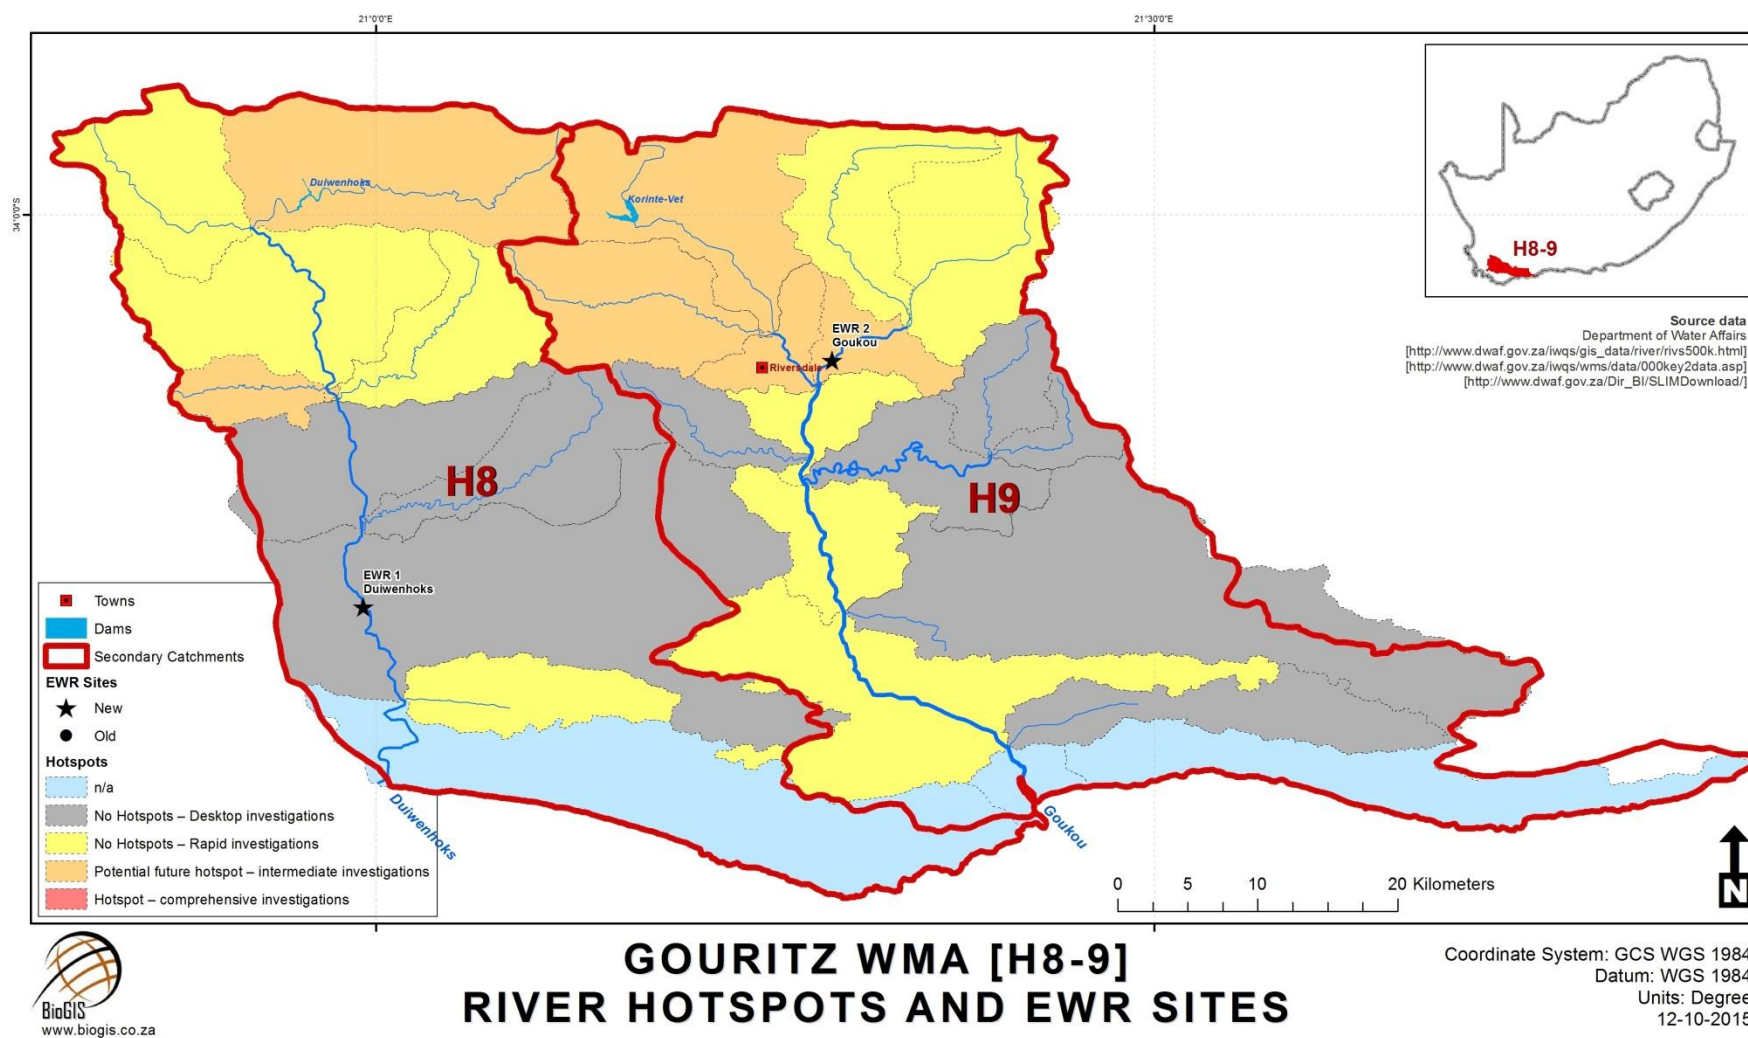 21°0'0"E
21°30'0"E
34°0'0"S
Duiwenhoks
Korinte-Vet
EWR 2
Goukou
Riversdale
H8
H9
EWR 1
Duiwenhoks
Duiwenhoks
Goukou
H8-9
Source data
Department of Water Affairs
[http://www.dwaf.gov.za/iwqs/gis_data/river/rivs500k.html]
[http://www.dwaf.gov.za/iwqs/wms/data/000key2data.asp]
[http://www.dwaf.gov.za/Dir_BI/SLIMDownload/]
Towns
Dams
Secondary Catchments
EWR Sites
New
Old
Hotspots
n/a
No Hotspots – Desktop investigations
No Hotspots – Rapid investigations
Potential future hotspot – intermediate investigations
Hotspot – comprehensive investigations
0 5 10 20 Kilometers
N
BioGIS
www.biogis.co.za
GOURITZ WMA [H8-9]
RIVER HOTSPOTS AND EWR SITES
Coordinate System: GCS WGS 1984
Datum: WGS 1984
Units: Degree
12-10-2015